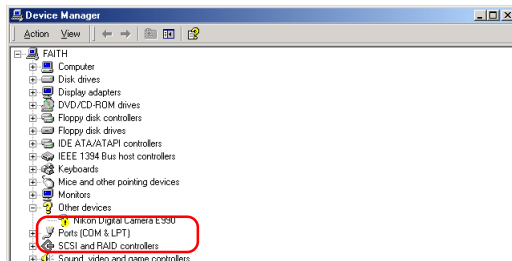 Device Manager
Action View
FAITH
Computer
Disk drives
Display adapters
DVD/CD-ROM drives
Floppy disk controllers
Floppy disk drives
IDE ATA/ATAPI controllers
IEEE 1394 Bus host controllers
Keyboards
Mice and other pointing devices
Monitors
Other devices
Nikon Digital Camera E990
Ports (COM & LPT)
SCSI and RAID controllers
Sound, video and game controllers